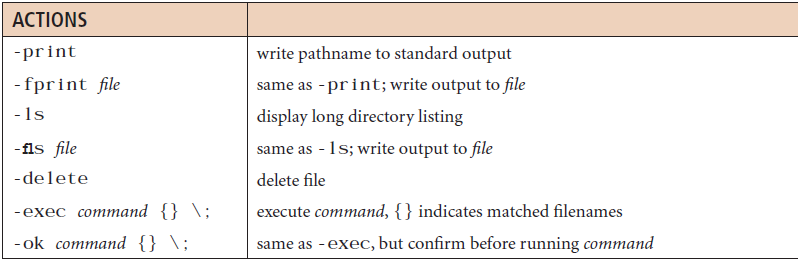 ACTIONS
-print write pathname to standard output
-fprint file same as -print; write output to file
-ls display long directory listing
-fls file same as -ls; write output to file
-delete delete file
-exec command {} \; execute command, {} indicates matched filenames
-ok command {} \; same as -exec, but confirm before running command